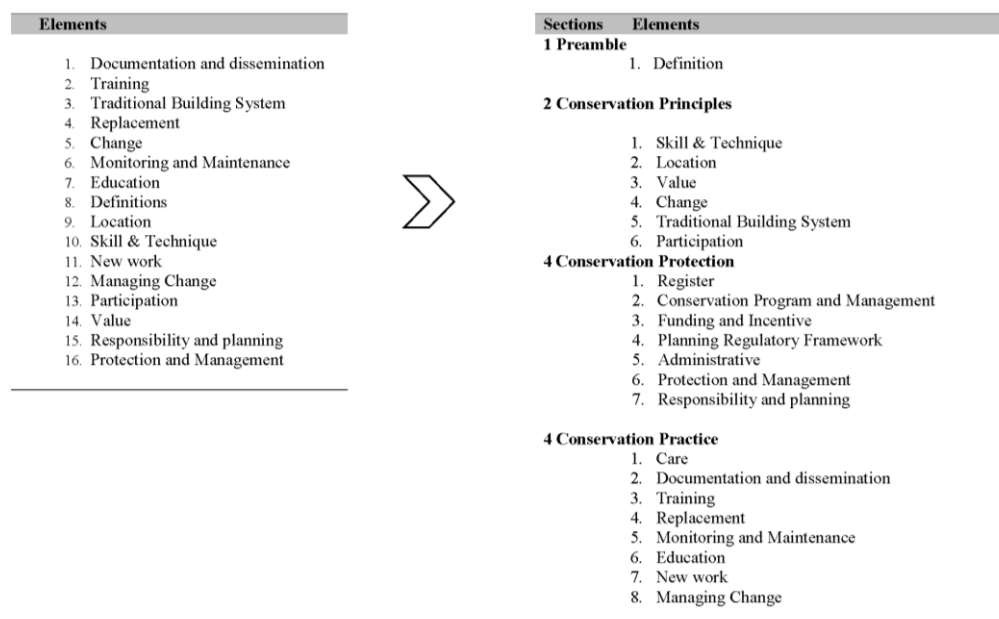 Elements
1. Documentation and dissemination
2. Training
3. Traditional Building System
4. Replacement
5. Change
6. Monitoring and Maintenance
7. Education
8. Definitions
9. Location
10. Skill & Technique
11. New work
12. Managing Change
13. Participation
14. Value
15. Responsibility and planning
16. Protection and Management
Sections Elements
1 Preamble
1. Definition
2 Conservation Principles
1. Skill & Technique
2. Location
3. Value
4. Change
5. Traditional Building System
6. Participation
4 Conservation Protection
1. Register
2. Conservation Program and Management
3. Funding and Incentive
4. Planning Regulatory Framework
5. Administrative
6. Protection and Management
7. Responsibility and planning
4 Conservation Practice
1. Care
2. Documentation and dissemination
3. Training
4. Replacement
5. Monitoring and Maintenance
6. Education
7. New work
8. Managing Change